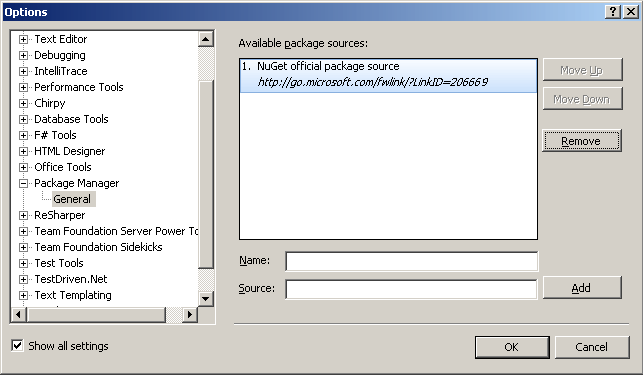 Options
Text Editor
Debugging
IntelliTrace
Performance Tools
Chirpy
Database Tools
F# Tools
HTML Designer
Office Tools
Package Manager
General
ReSharper
Team Foundation Server Power To
Team Foundation Sidekicks
Test Tools
TestDriven.Net
Text Templating
Show all settings
Available package sources:
1. NuGet official package source
http://go.microsoft.com/fwlink/?LinkID=206669
Move Up
Move Down
Remove
Name:
Source:
Add
OK
Cancel